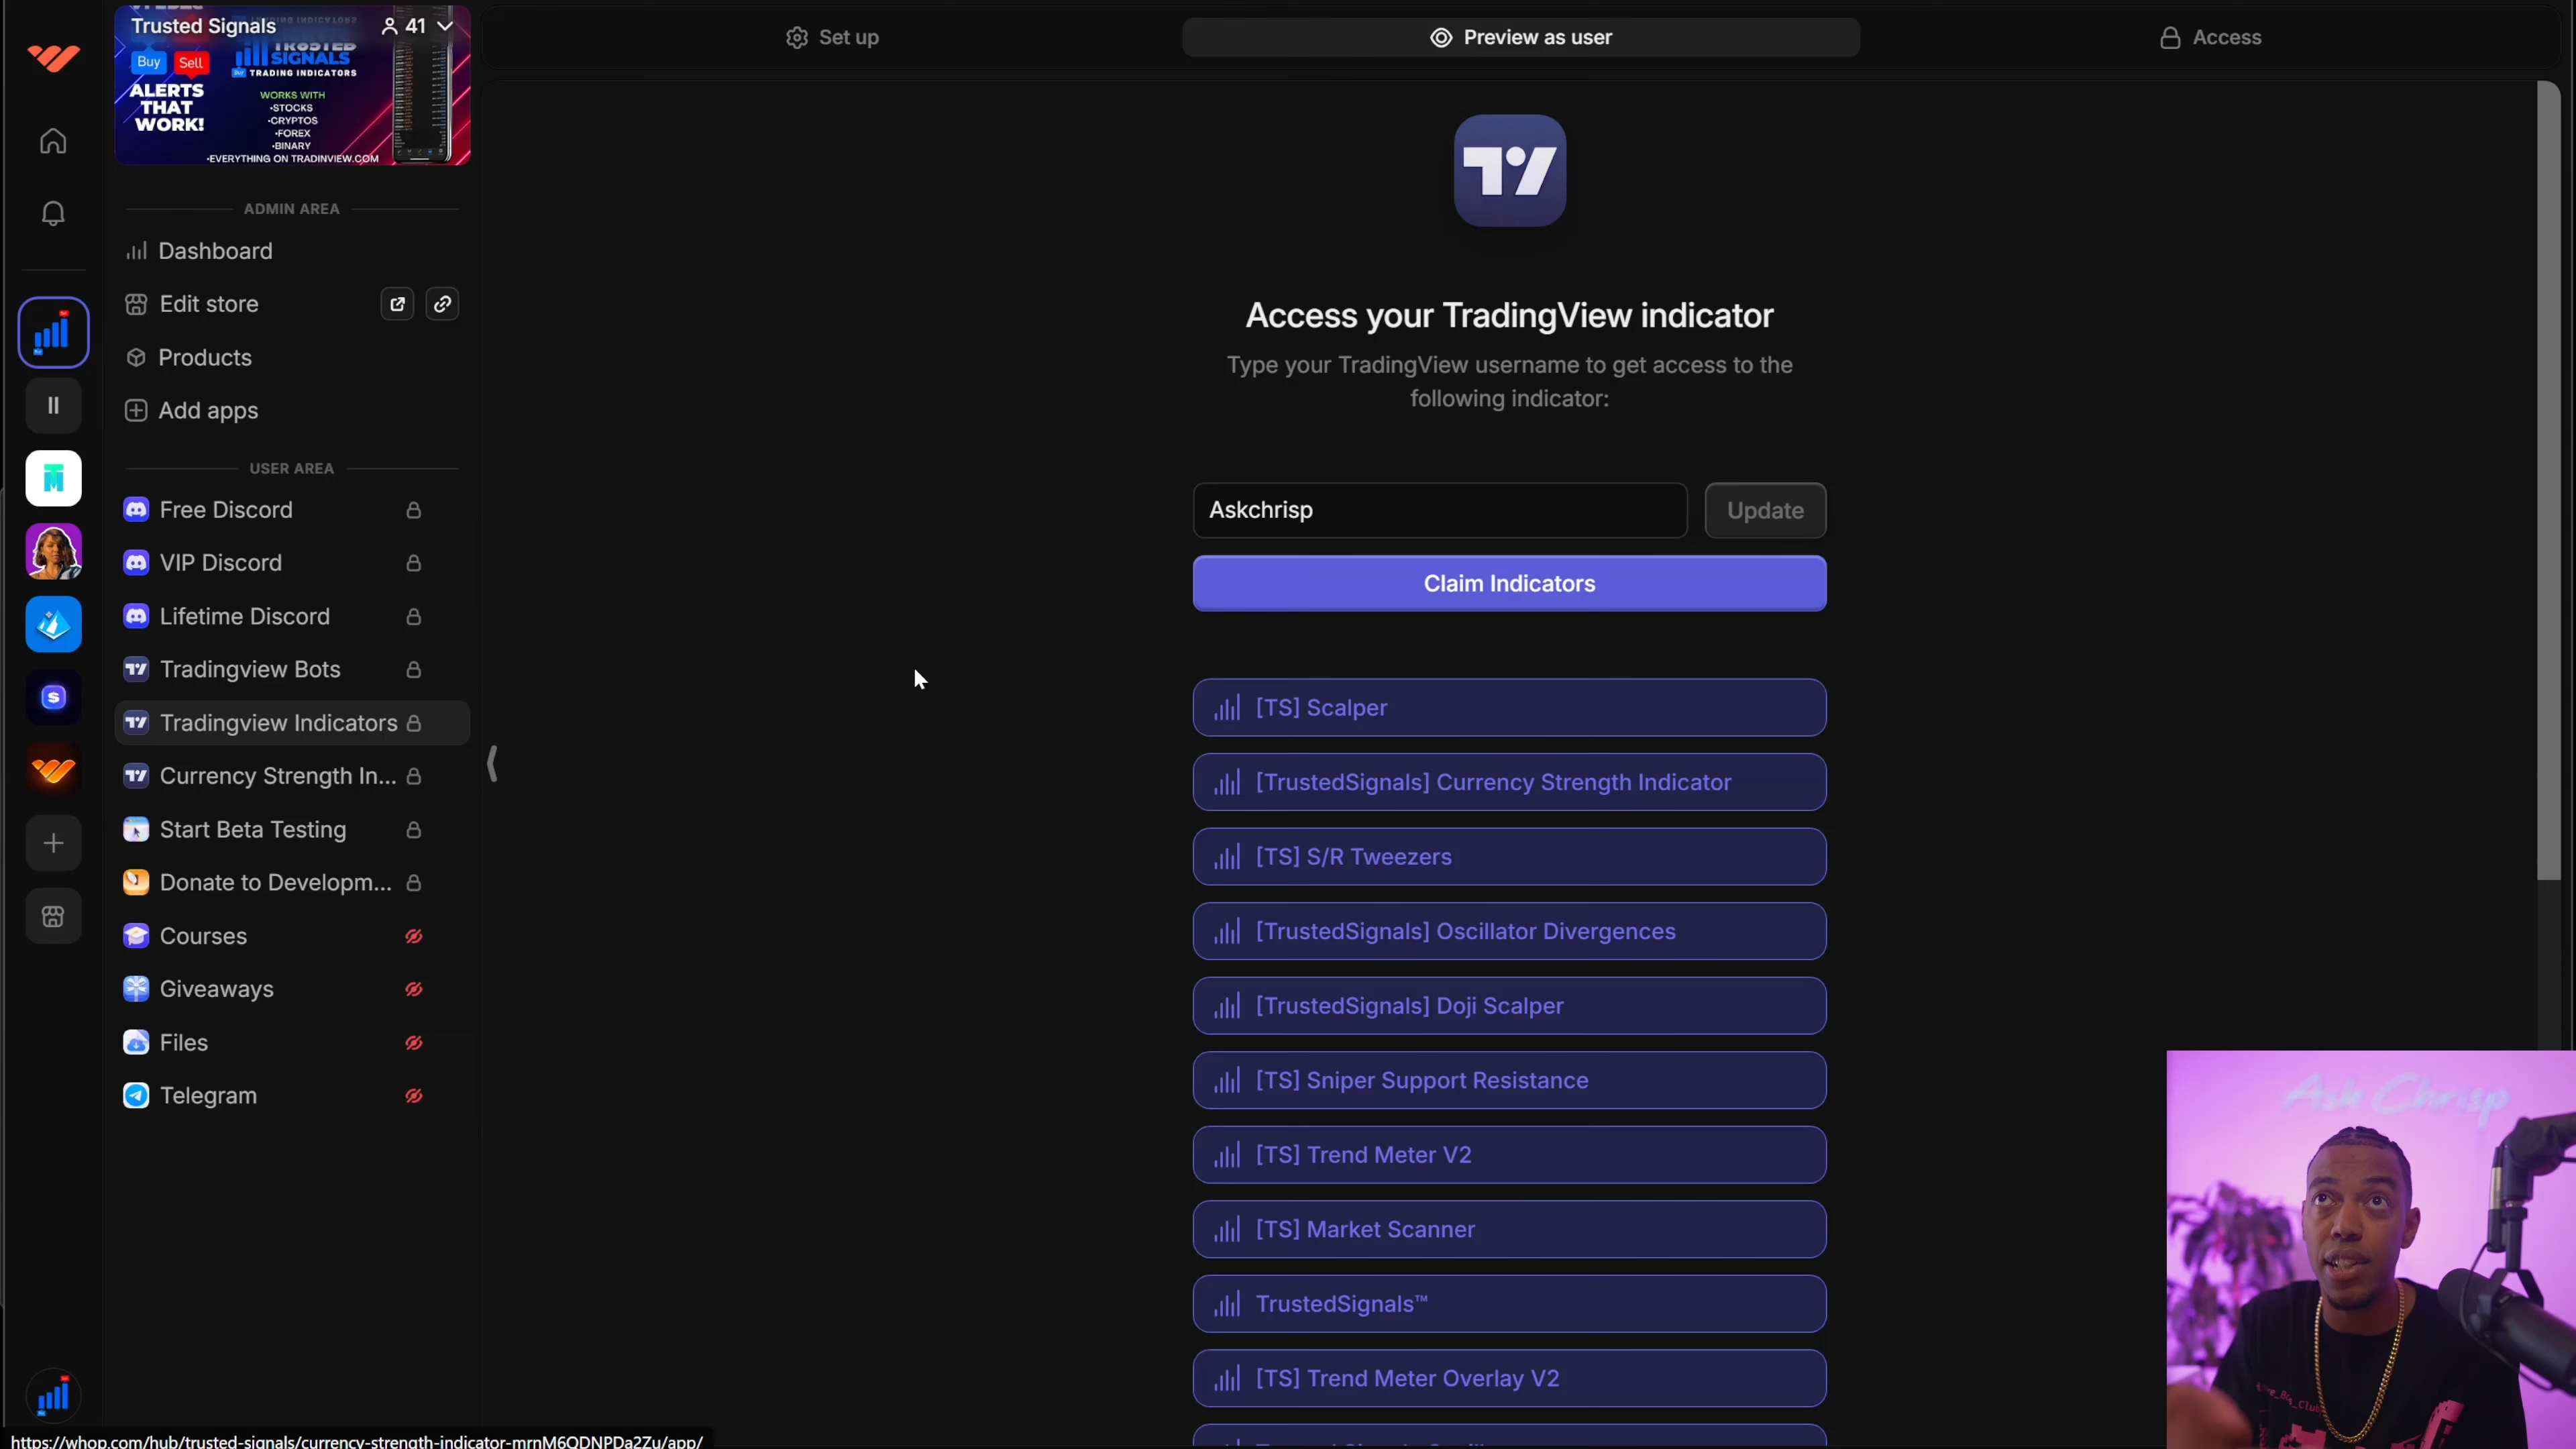 Trusted Signals
41
Buy
Sell
SIGNALS
TRADING INDICATORS
ALERTS
THAT
WORK!
WORKS WITH
•STOCKS
•CRYPTOS
•FOREX
•BINARY
•EVERYTHING ON TRADINVIEW.COM
ADMIN AREA
Dashboard
Edit store
Products
Add apps
USER AREA
Free Discord
VIP Discord
Lifetime Discord
Tradingview Bots
Tradingview Indicators
Currency Strength In...
Start Beta Testing
Donate to Developm...
Courses
Giveaways
Files
Telegram
https://whop.com/hub/trusted-signals/currency-strength-indicator-mrnM6QDNPDa2Zu/app/
Set up
Preview as user
Access
Access your TradingView indicator
Type your TradingView username to get access to the
following indicator:
Askchrisp
Update
Claim Indicators
[TS] Scalper
[TrustedSignals] Currency Strength Indicator
[TS] S/R Tweezers
[TrustedSignals] Oscillator Divergences
[TrustedSignals] Doji Scalper
[TS] Sniper Support Resistance
[TS] Trend Meter V2
[TS] Market Scanner
TrustedSignals™
[TS] Trend Meter Overlay V2
Ask Chrisp